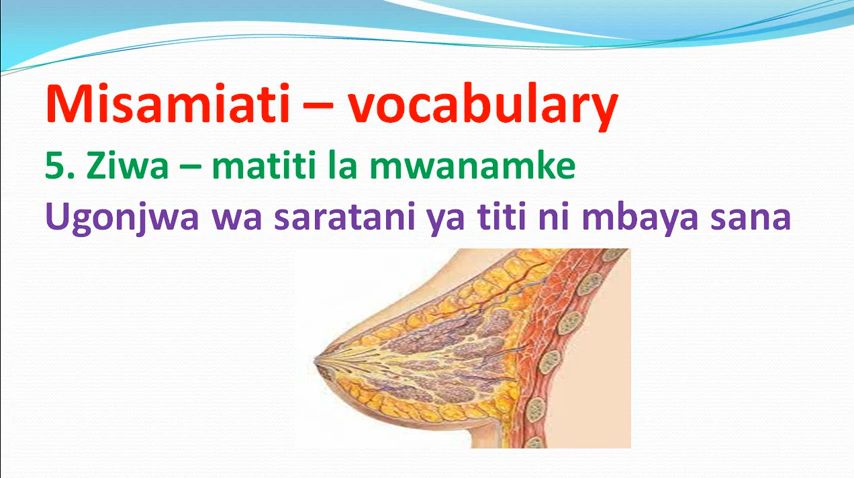 Misamiati – vocabulary
5. Ziwa – matiti la mwanamke
Ugonjwa wa saratani ya titi ni mbaya sana